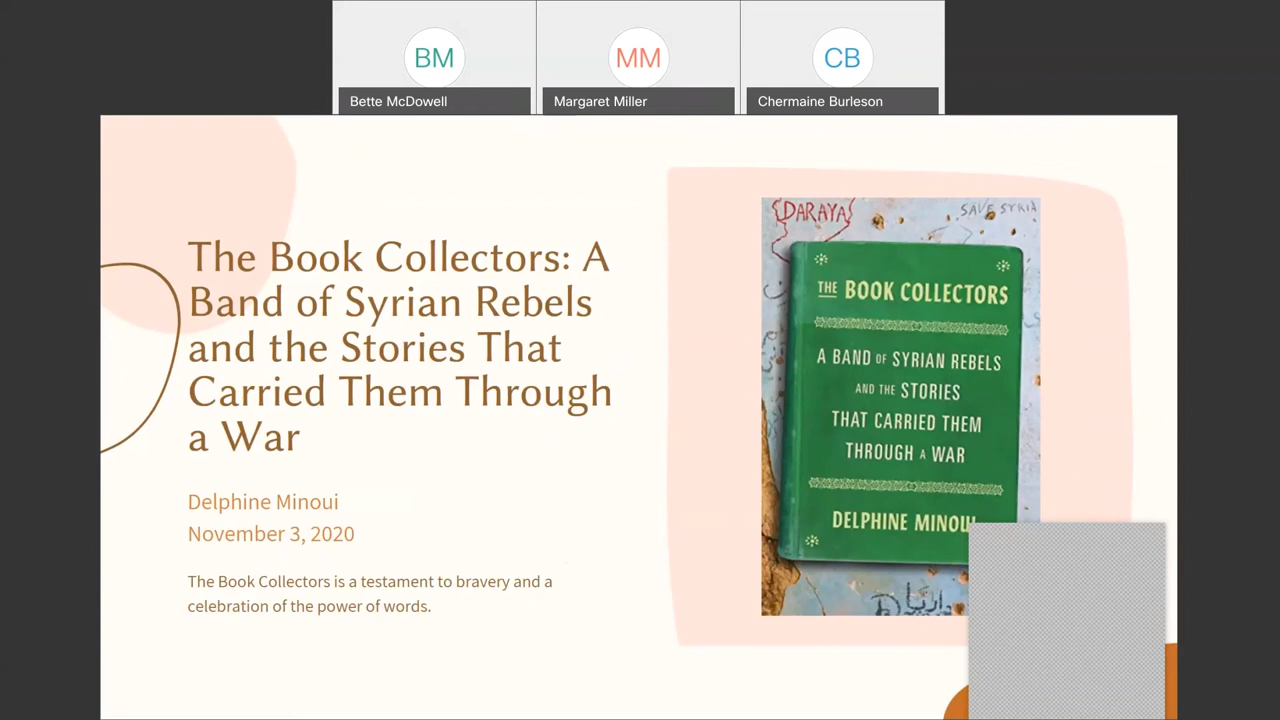 BM
MM
CB
Bette McDowell
Margaret Miller
Chermaine Burleson
The Book Collectors: A
Band of Syrian Rebels
and the Stories That
Carried Them Through
a War
Delphine Minoui
November 3, 2020
The Book Collectors is a testament to bravery and a
celebration of the power of words.
DARAYA
SAVE SYRIA
THE BOOK COLLECTORS
A BAND OF SYRIAN REBELS
AND THE STORIES
THAT CARRIED THEM
THROUGH A WAR
DELPHINE MINOUI